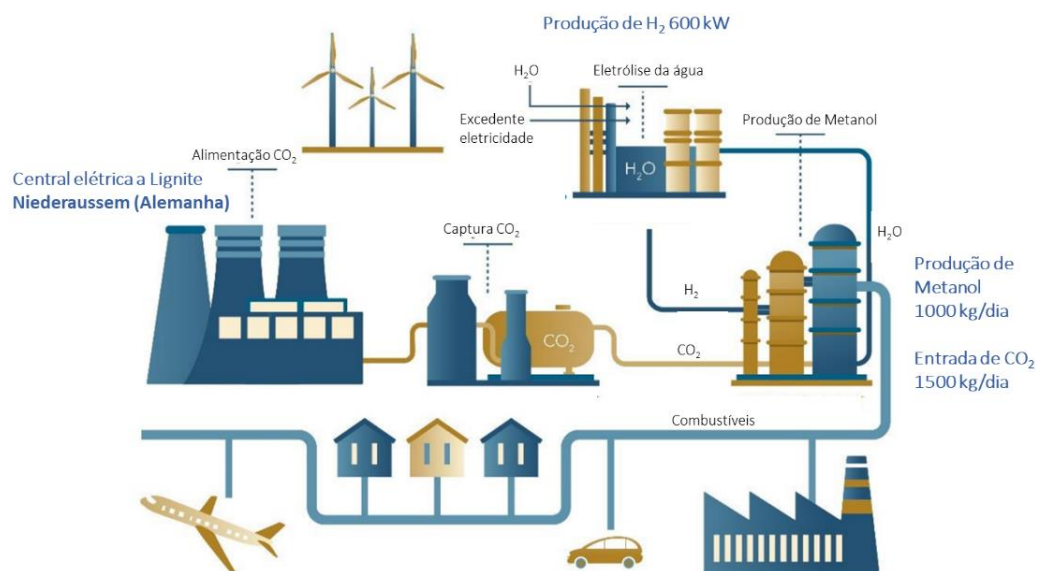 Produção de H₂ 600 kW
H₂O
Eletrólise da água
Excedente
eletricidade
Produção de Metanol
H₂O
Alimentação CO₂
Central elétrica a Lignite
Niederaussem (Alemanha)
Captura CO₂
H₂O
Produção de
Metanol
1000 kg/dia
H₂
CO₂
CO₂
Entrada de CO₂
1500 kg/dia
Combustíveis